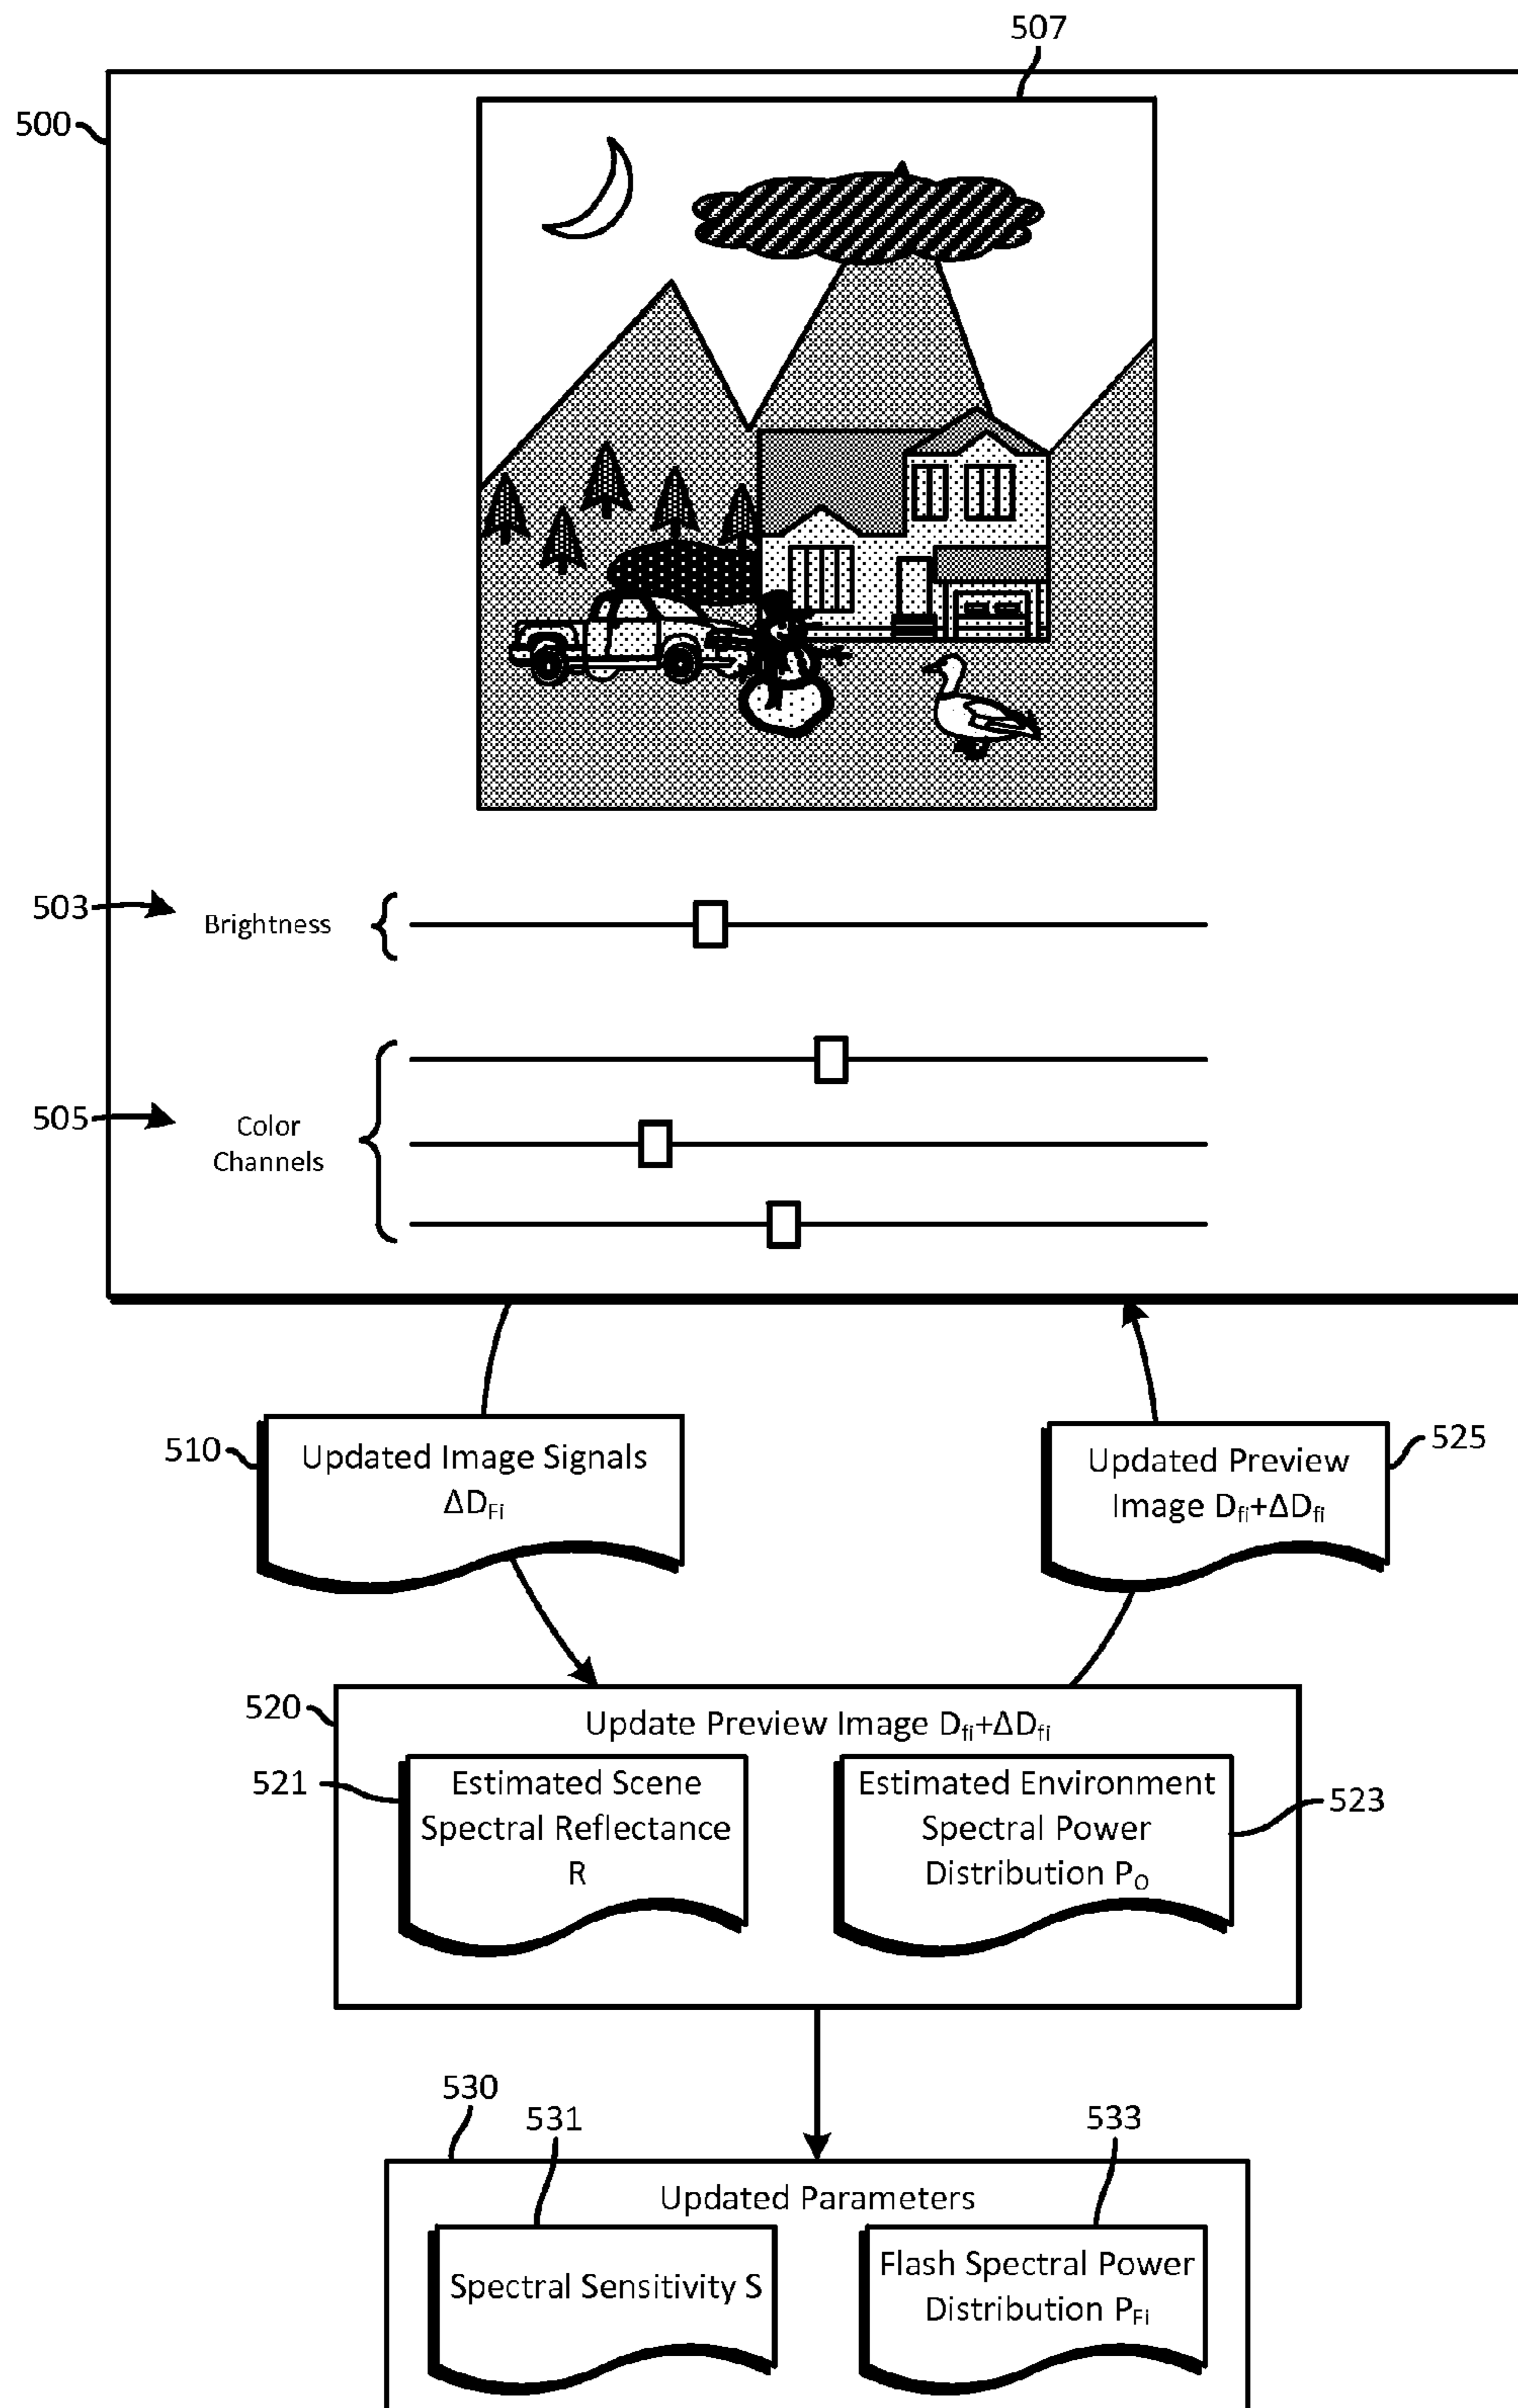 507
500
503
Brightness
505
Color
Channels
510
Updated Image Signals
ΔD_Fi
525
Updated Preview
Image D_fi+ΔD_fi
520
Update Preview Image D_fi+ΔD_fi
521
Estimated Scene
Spectral Reflectance
R
523
Estimated Environment
Spectral Power
Distribution P_O
530
531
533
Updated Parameters
Spectral Sensitivity S
Flash Spectral Power
Distribution P_Fi